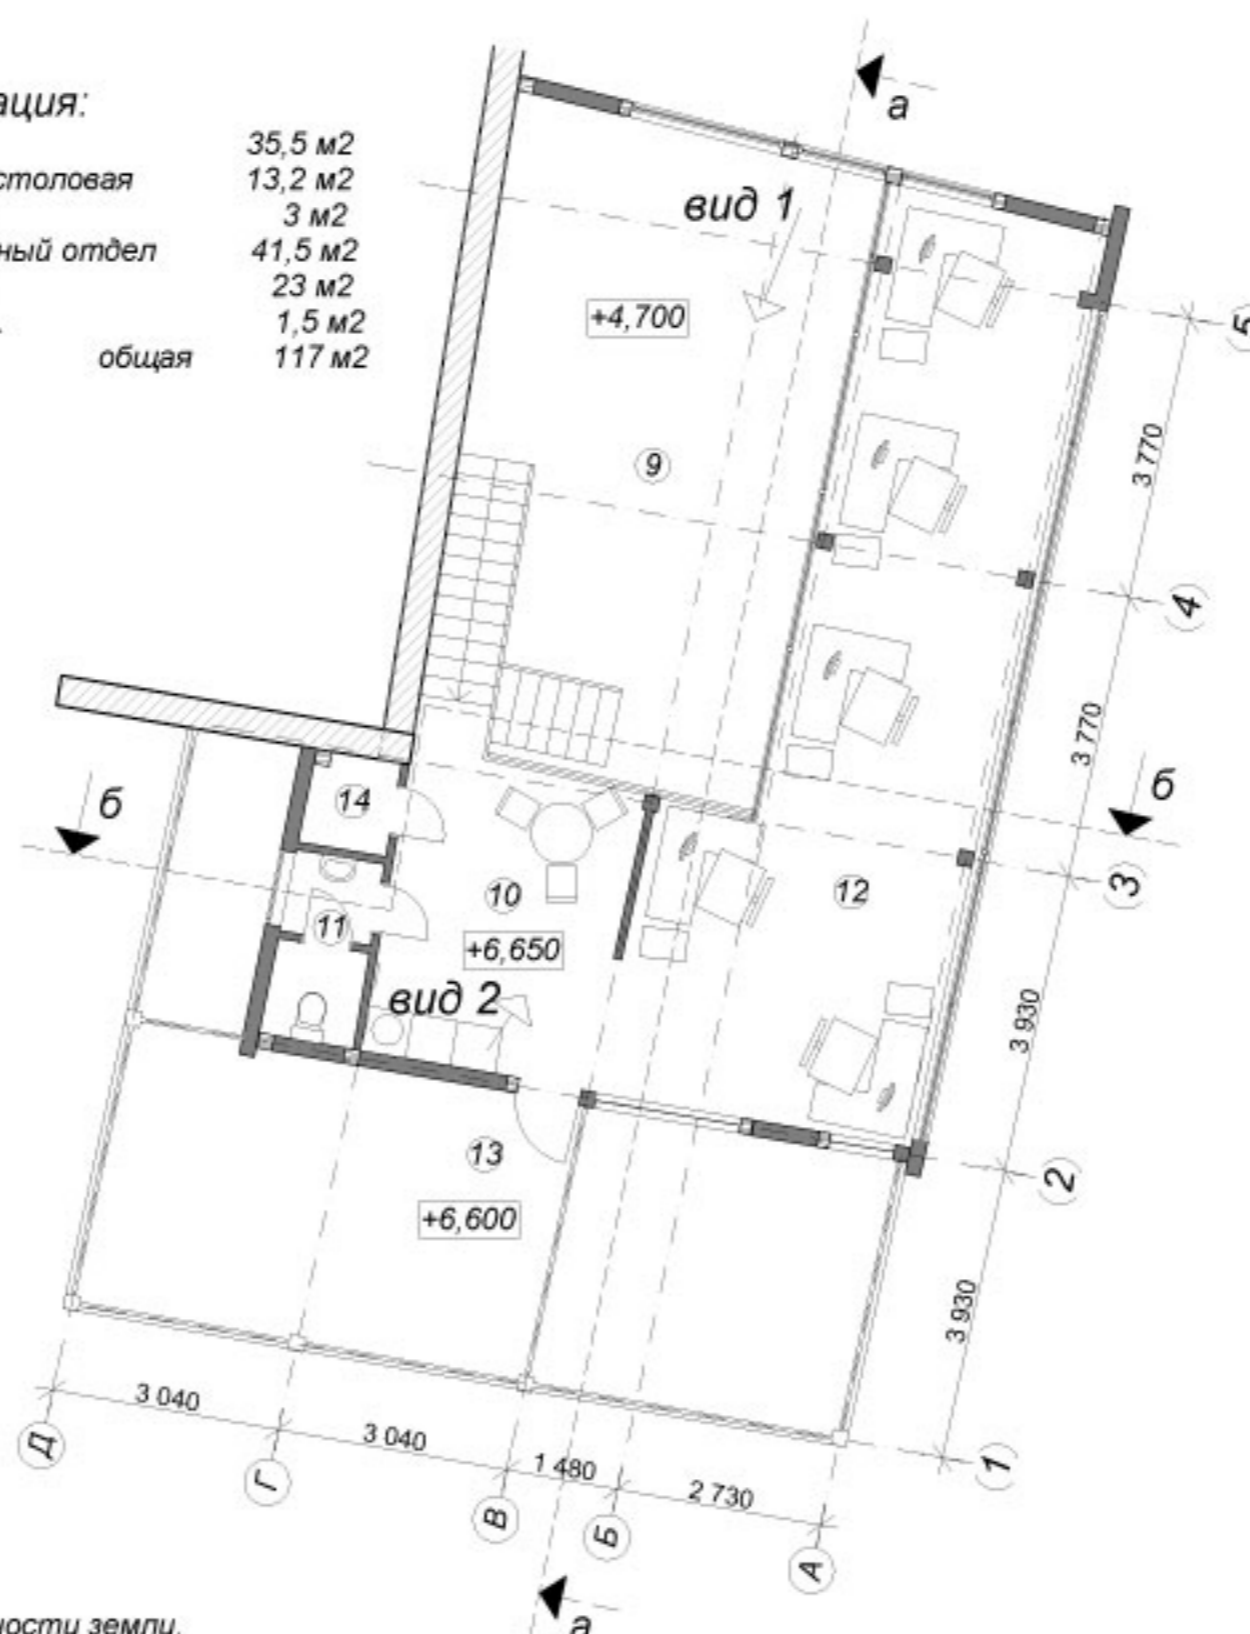 ация:
35,5 м2
столовая 13,2 м2
3 м2
ный отдел 41,5 м2
23 м2
1,5 м2
общая 117 м2
а
вид 1
+4,700
5
9
3 770
4
3 770
б
б
14
3
10
12
11
+6,650
вид 2
3 930
13
2
+6,600
3 930
3 040
3 040
1 480
2 730
1
Д
Г
В
Б
А
а
ности земли.